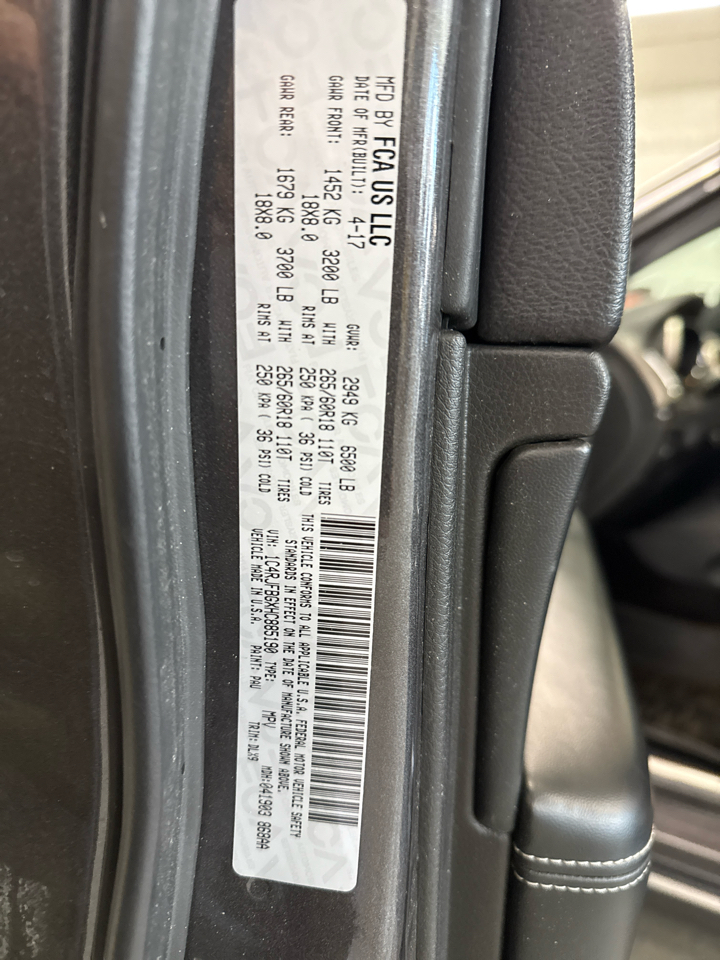 MFD BY FCA US LLC
DATE OF MFR(BUILT): 4-17 GVWR: 2949 KG 6500 LB
GAWR FRONT: 1452 KG 3200 LB WITH 265/60R18 110T TIRES
18X8.0 RIMS AT 250 KPA ( 36 PSI) COLD
GAWR REAR: 1679 KG 3700 LB WITH 265/60R18 110T TIRES
18X8.0 RIMS AT 250 KPA ( 36 PSI) COLD
THIS VEHICLE CONFORMS TO ALL APPLICABLE U.S.A. FEDERAL MOTOR VEHICLE SAFETY
STANDARDS IN EFFECT ON THE DATE OF MANUFACTURE SHOWN ABOVE.
VIN: 1C4RJFBGXHC885190 TYPE: MPV MDH:041903 868AA
VEHICLE MADE IN U.S.A. PAINT: PAU TRIM:DLX9